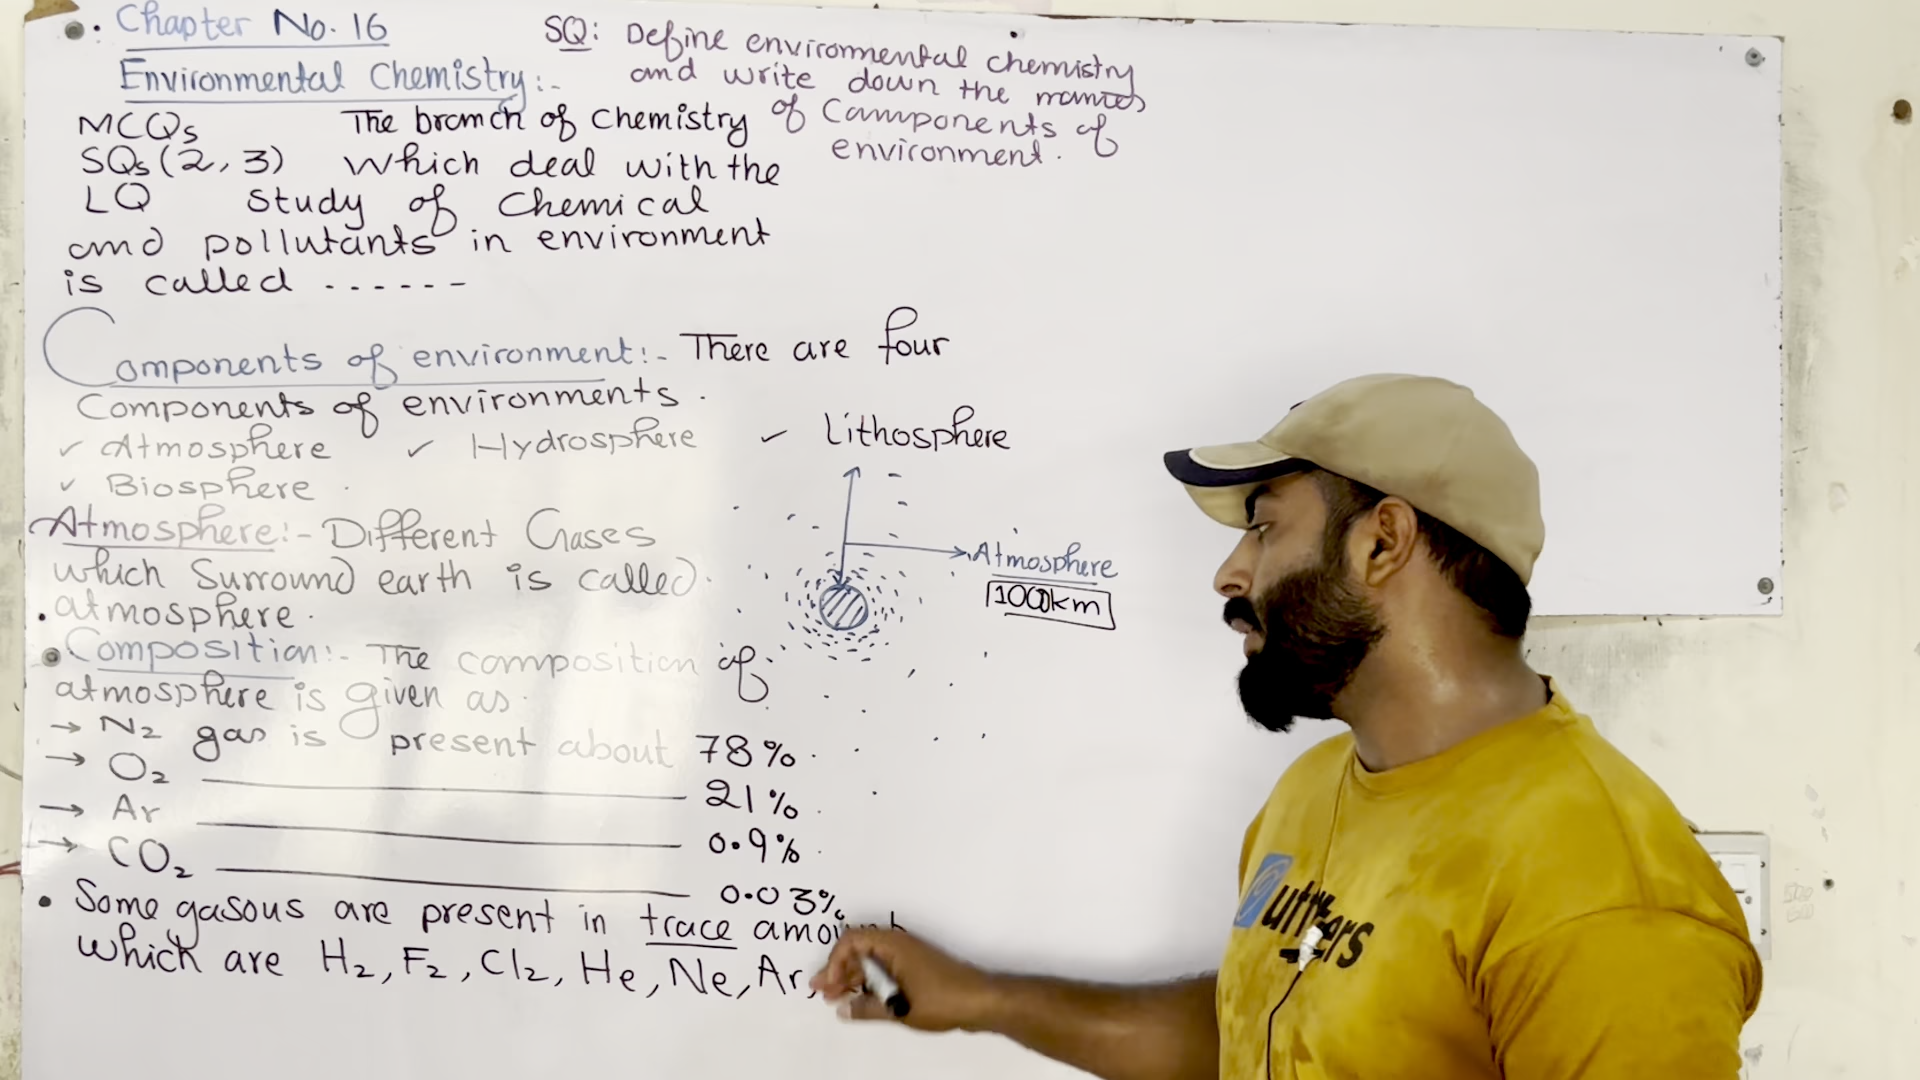 Chapter No. 16
Environmental Chemistry:-
SQ: Define environmental chemistry
and write down the names
of Components of
environment.
MCQs
SQs (2, 3)
LQ
The branch of Chemistry
which deal with the
study of Chemical
and pollutants in environment
is called ------
Components of environment:- There are four
Components of environments.
✓ Atmosphere ✓ Hydrosphere ✓ Lithosphere
✓ Biosphere
Atmosphere:- Different Gases
which Surround earth is called
atmosphere.
Atmosphere
1000km
Composition:- The composition of
atmosphere is given as
→ N2 gas is present about 78%
→ O2 21%
→ Ar 0.9%
→ CO2 0.03%
• Some gasous are present in trace amount
which are H2, F2, Cl2, He, Ne, Ar,